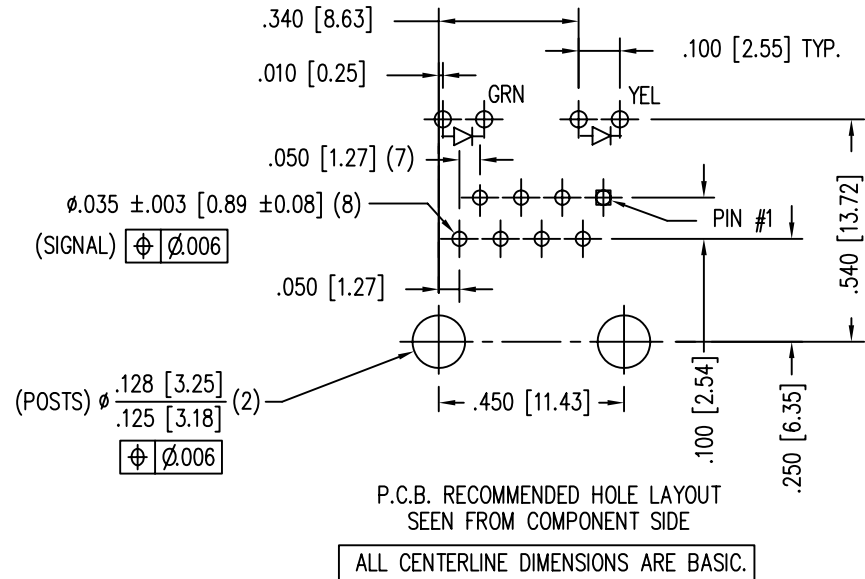 .340 [8.63]
.100 [2.55] TYP.
.010 [0.25]
GRN
YEL
.050 [1.27] (7)
Ø.035 ±.003 [0.89 ±0.08] (8)
PIN #1
(SIGNAL) ⌖ Ø.006
.540 [13.72]
.050 [1.27]
(POSTS) Ø .128 [3.25]
.125 [3.18] (2)
⌖ Ø.006
.450 [11.43]
.100 [2.54]
.250 [6.35]
P.C.B. RECOMMENDED HOLE LAYOUT
SEEN FROM COMPONENT SIDE
ALL CENTERLINE DIMENSIONS ARE BASIC.